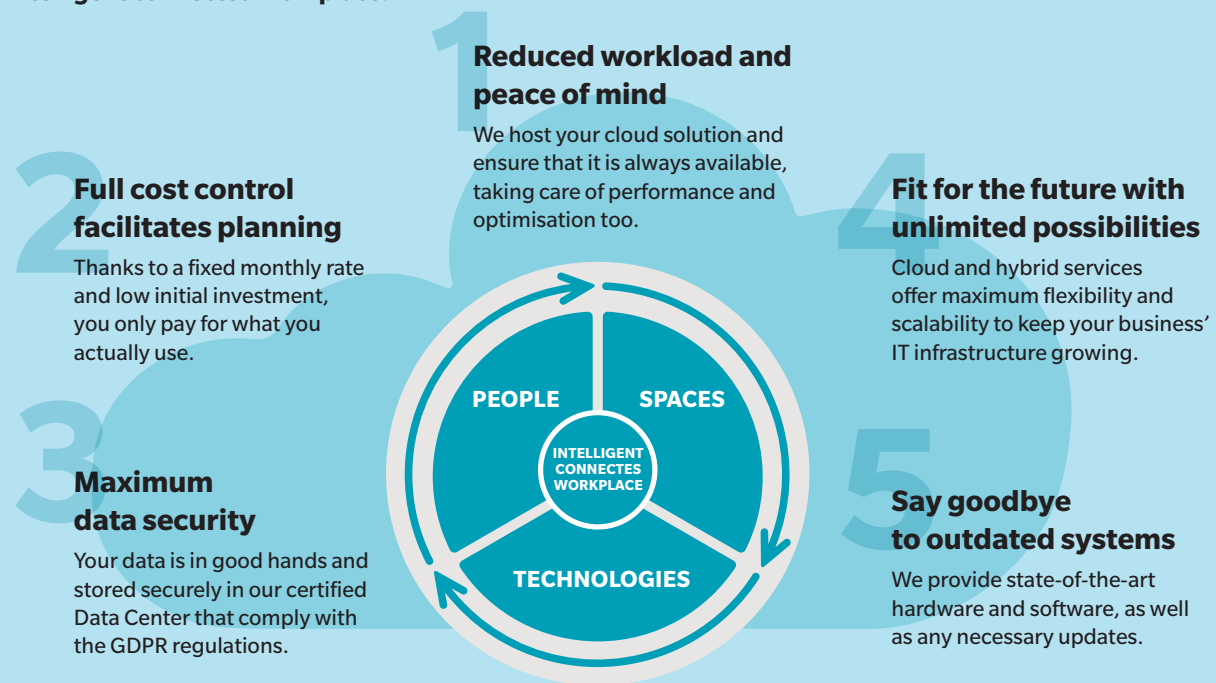 1
Reduced workload and
peace of mind
We host your cloud solution and
ensure that it is always available,
taking care of performance and
optimisation too.
2
Full cost control
facilitates planning
Thanks to a fixed monthly rate
and low initial investment,
you only pay for what you
actually use.
3
Maximum
data security
Your data is in good hands and
stored securely in our certified
Data Center that comply with
the GDPR regulations.
4
Fit for the future with
unlimited possibilities
Cloud and hybrid services
offer maximum flexibility and
scalability to keep your business’
IT infrastructure growing.
5
Say goodbye
to outdated systems
We provide state-of-the-art
hardware and software, as well
as any necessary updates.
PEOPLE
SPACES
INTELLIGENT
CONNECTES
WORKPLACE
TECHNOLOGIES